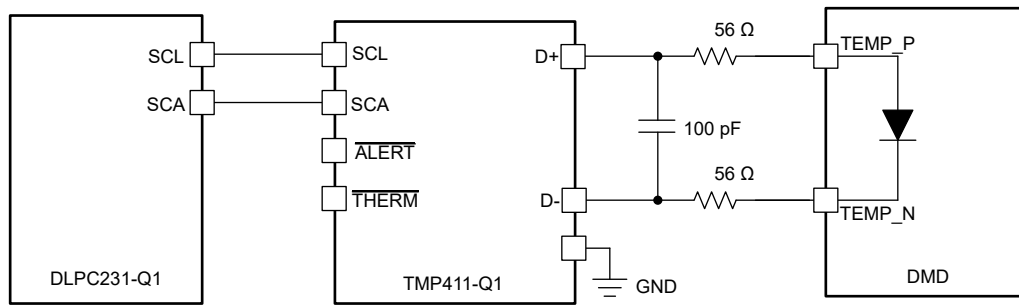 SCL
SCA
DLPC231-Q1
SCL
SCA
ALERT
THERM
D+
D-
GND
TMP411-Q1
100 pF
56 Ω
56 Ω
TEMP_P
TEMP_N
DMD